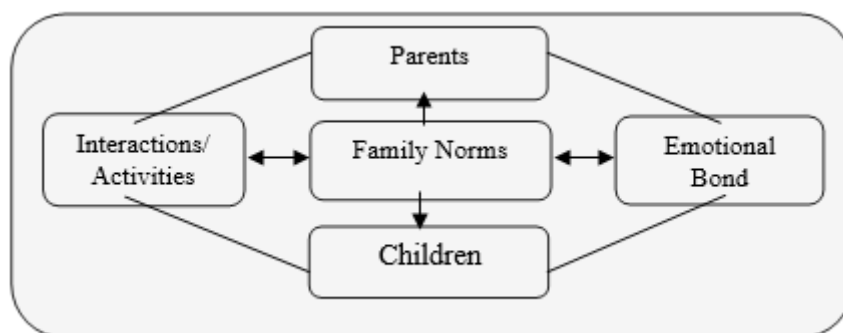 Parents
Interactions/
Activities
Family Norms
Emotional
Bond
Children